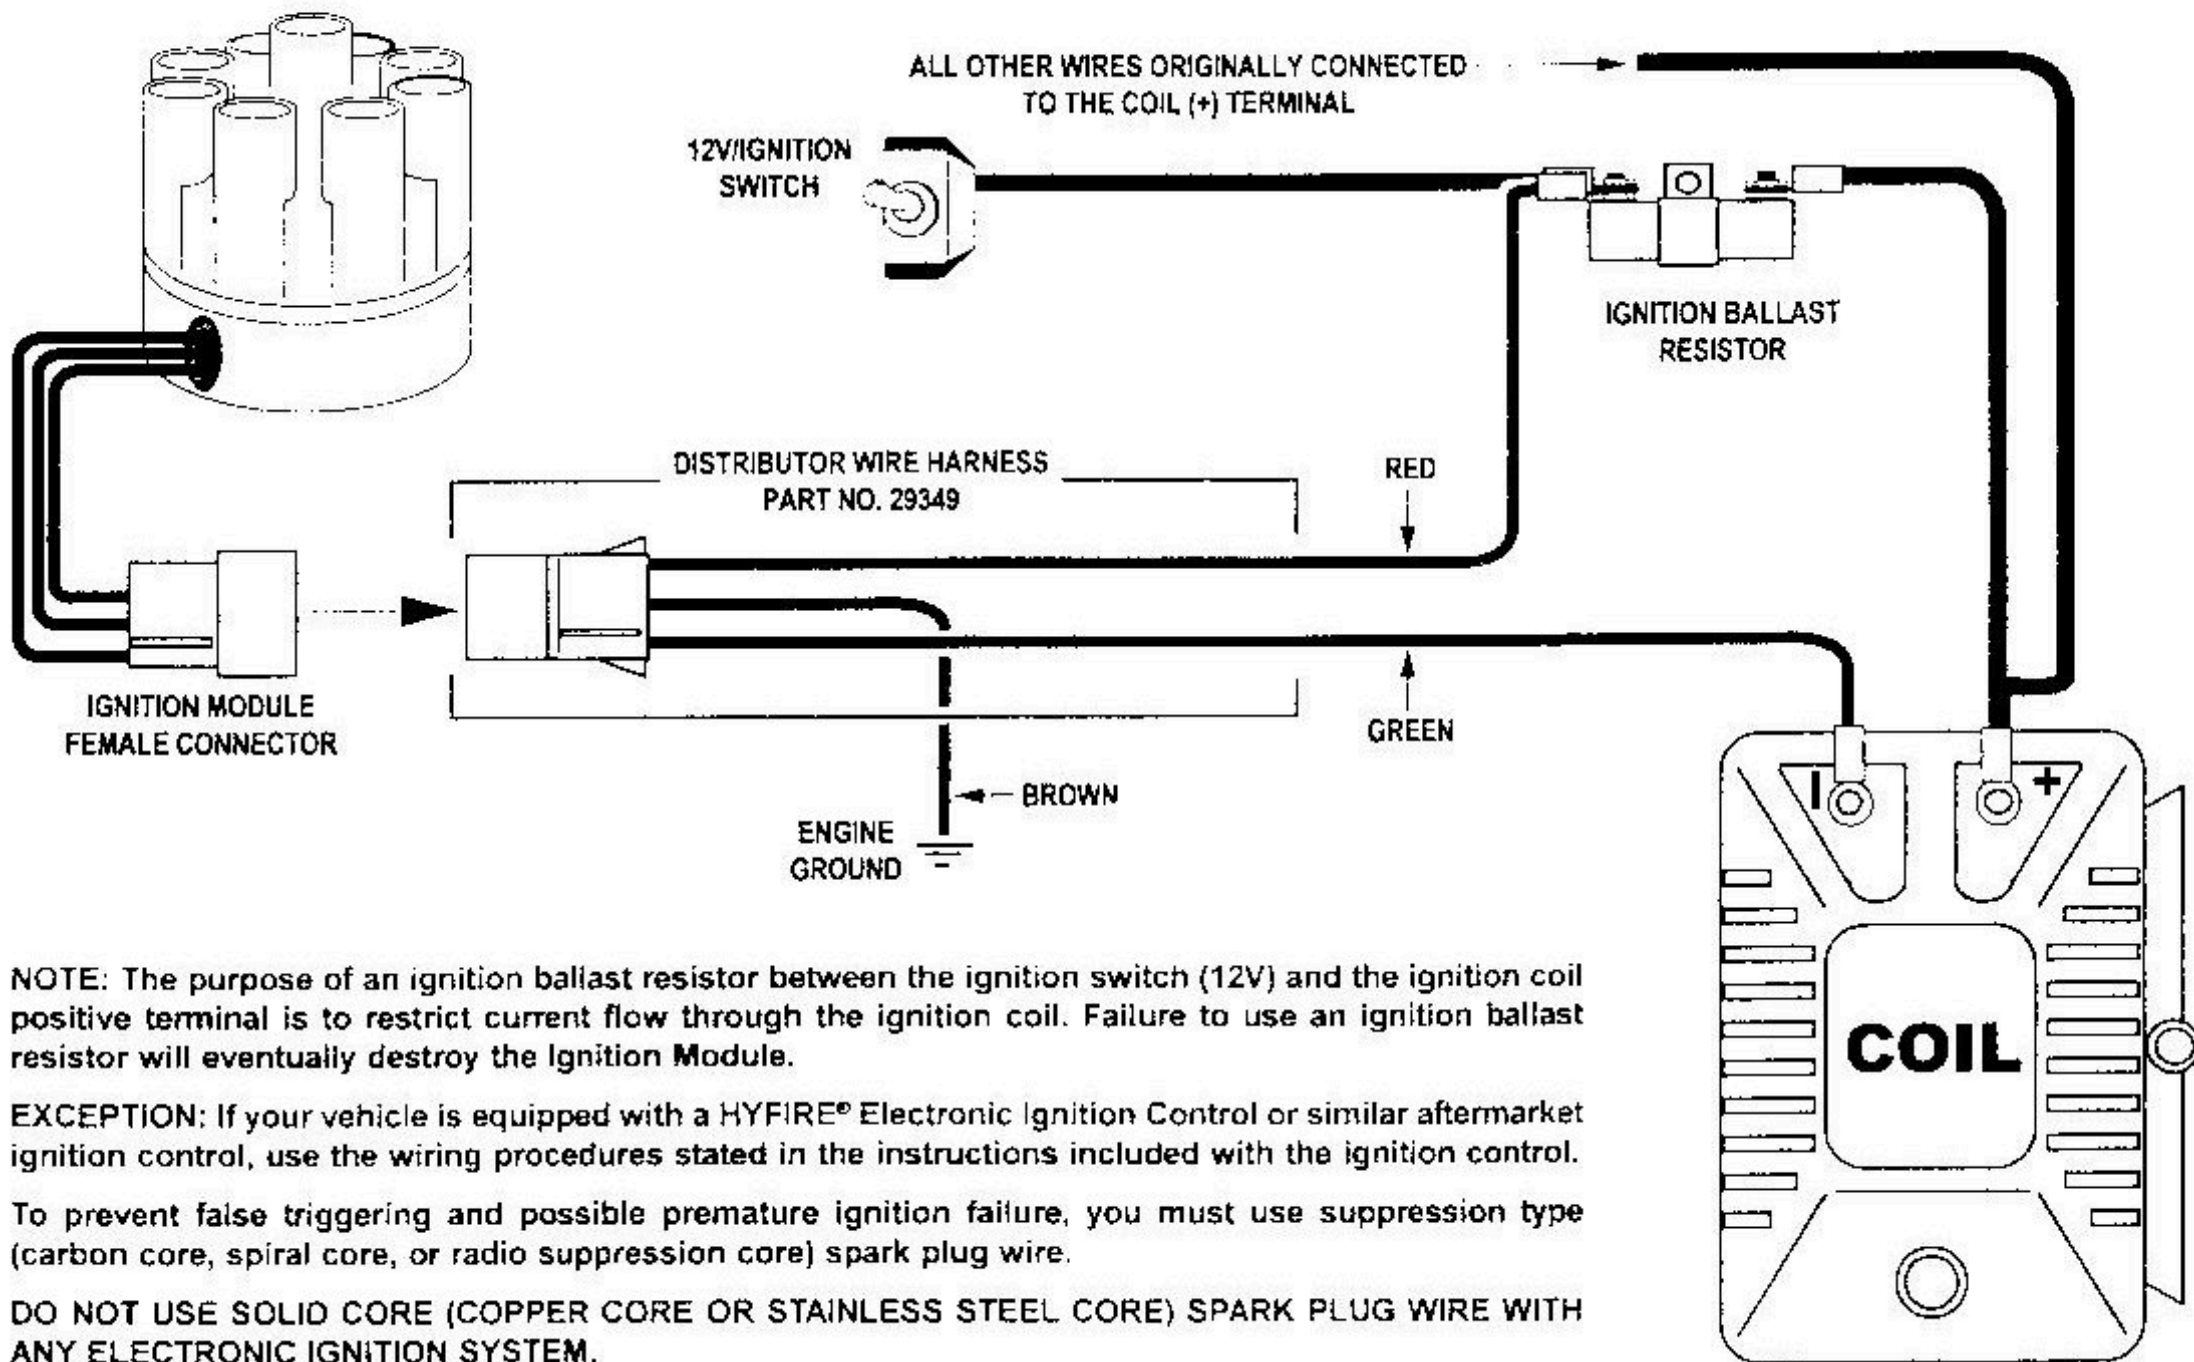 ALL OTHER WIRES ORIGINALLY CONNECTED
TO THE COIL (+) TERMINAL
12V/IGNITION
SWITCH
IGNITION BALLAST
RESISTOR
DISTRIBUTOR WIRE HARNESS
PART NO. 29349
RED
IGNITION MODULE
FEMALE CONNECTOR
GREEN
BROWN
ENGINE
GROUND
- +
COIL
NOTE: The purpose of an ignition ballast resistor between the ignition switch (12V) and the ignition coil
positive terminal is to restrict current flow through the ignition coil. Failure to use an ignition ballast
resistor will eventually destroy the Ignition Module.
EXCEPTION: If your vehicle is equipped with a HYFIRE® Electronic Ignition Control or similar aftermarket
ignition control, use the wiring procedures stated in the instructions included with the ignition control.
To prevent false triggering and possible premature ignition failure, you must use suppression type
(carbon core, spiral core, or radio suppression core) spark plug wire.
DO NOT USE SOLID CORE (COPPER CORE OR STAINLESS STEEL CORE) SPARK PLUG WIRE WITH
ANY ELECTRONIC IGNITION SYSTEM.